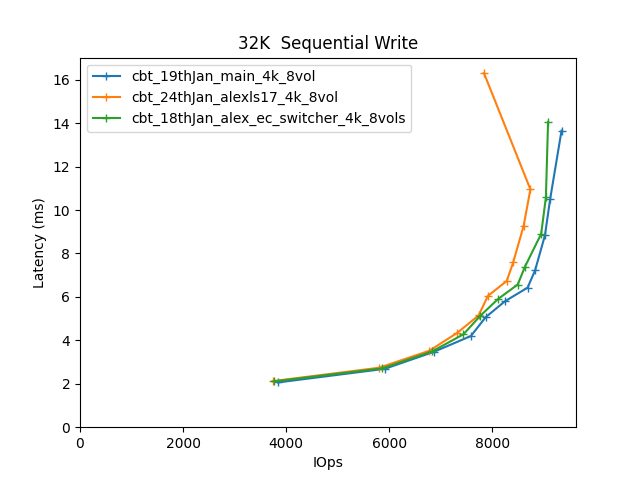 32K  Sequential Write
cbt_19thJan_main_4k_8vol
cbt_24thJan_alexls17_4k_8vol
cbt_18thJan_alex_ec_switcher_4k_8vols
16
14
12
10
8
6
4
2
0
Latency (ms)
0 2000 4000 6000 8000
IOps